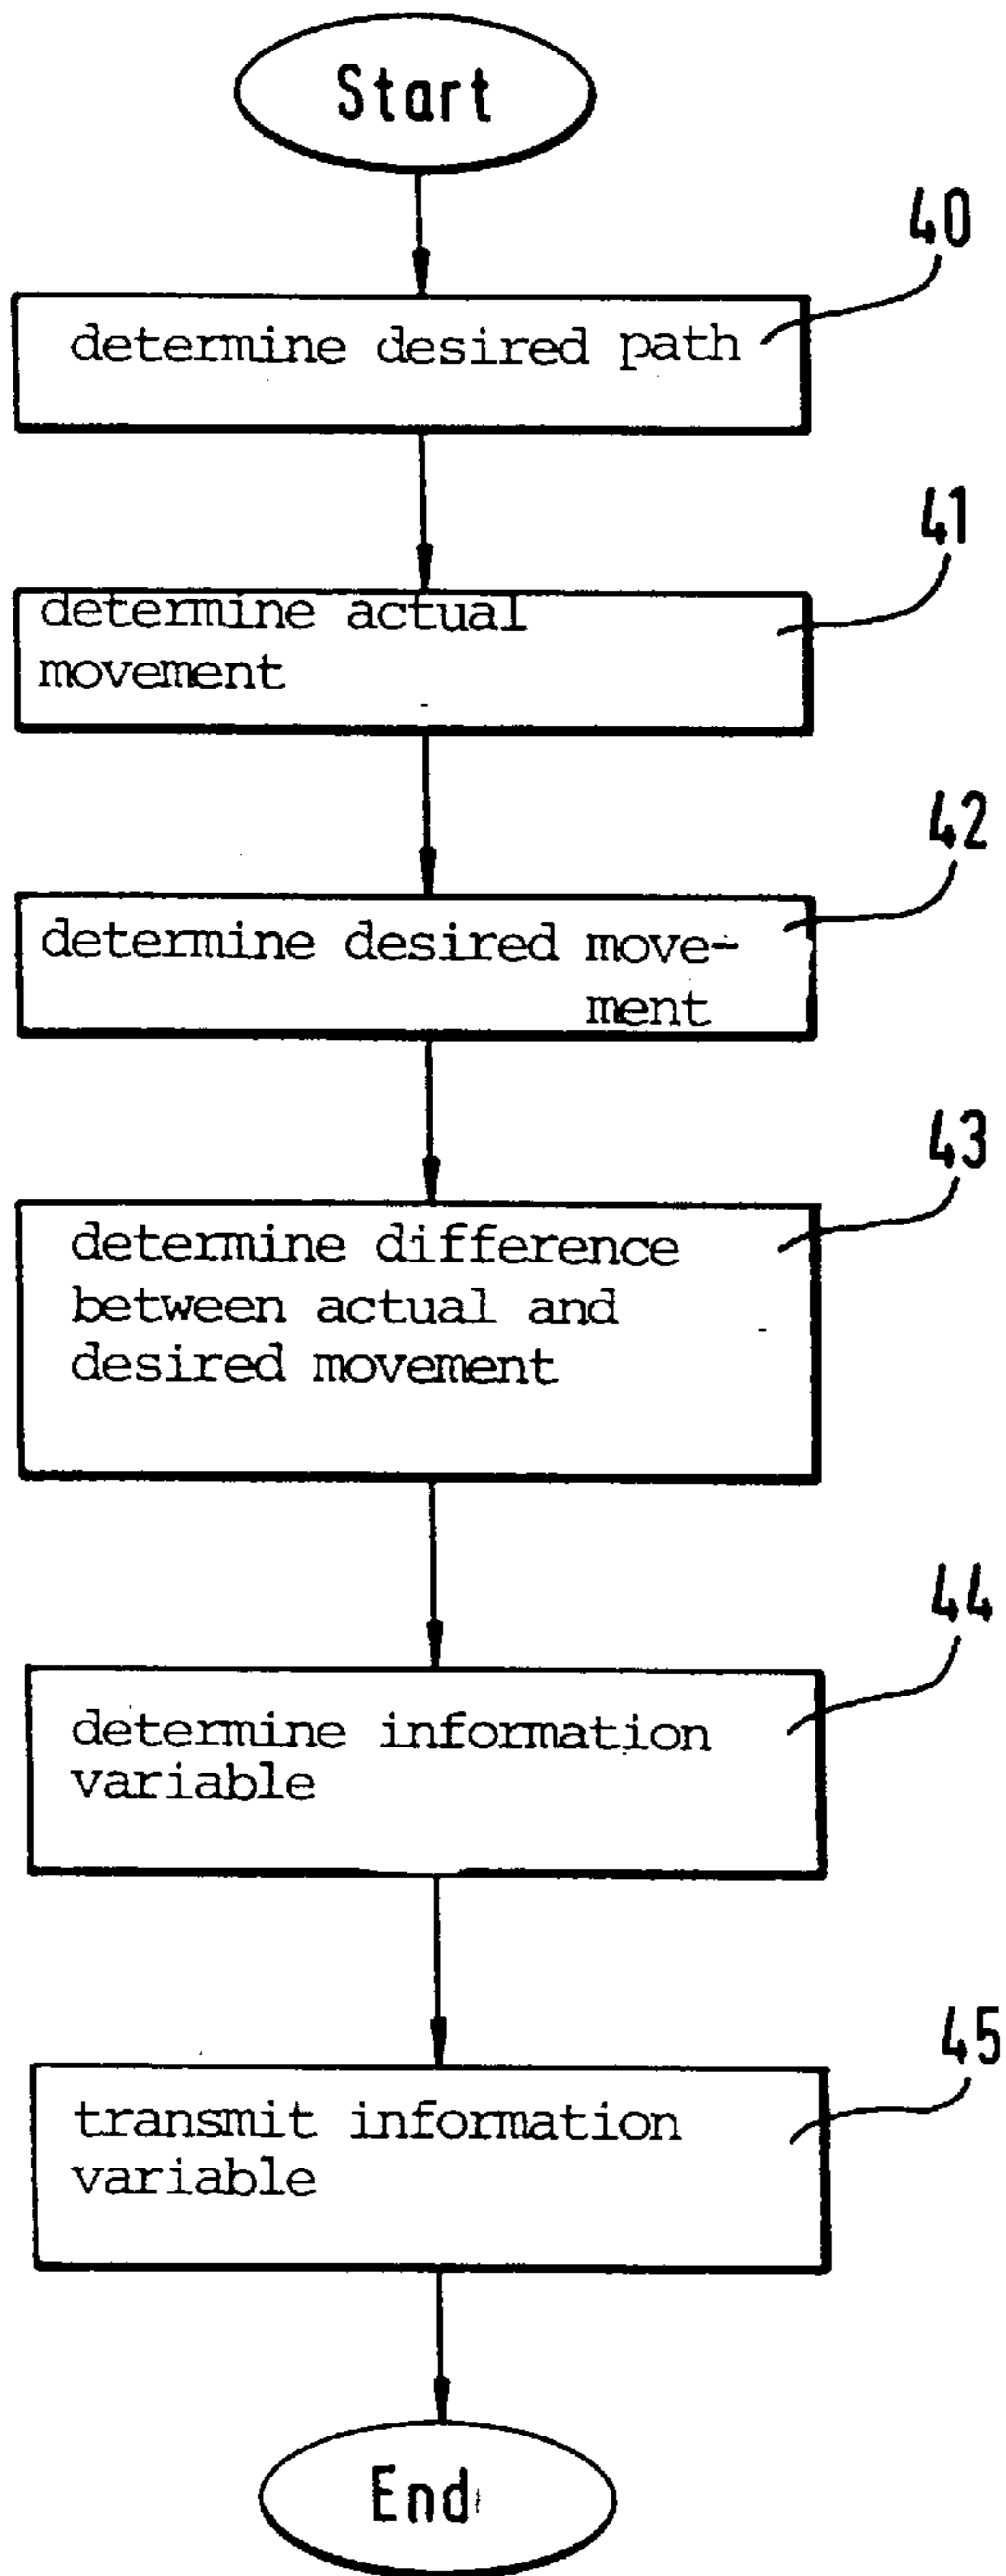 Start
40
determine desired path
41
determine actual
movement
42
determine desired move-
ment
43
determine difference
between actual and
desired movement
44
determine information
variable
45
transmit information
variable
End